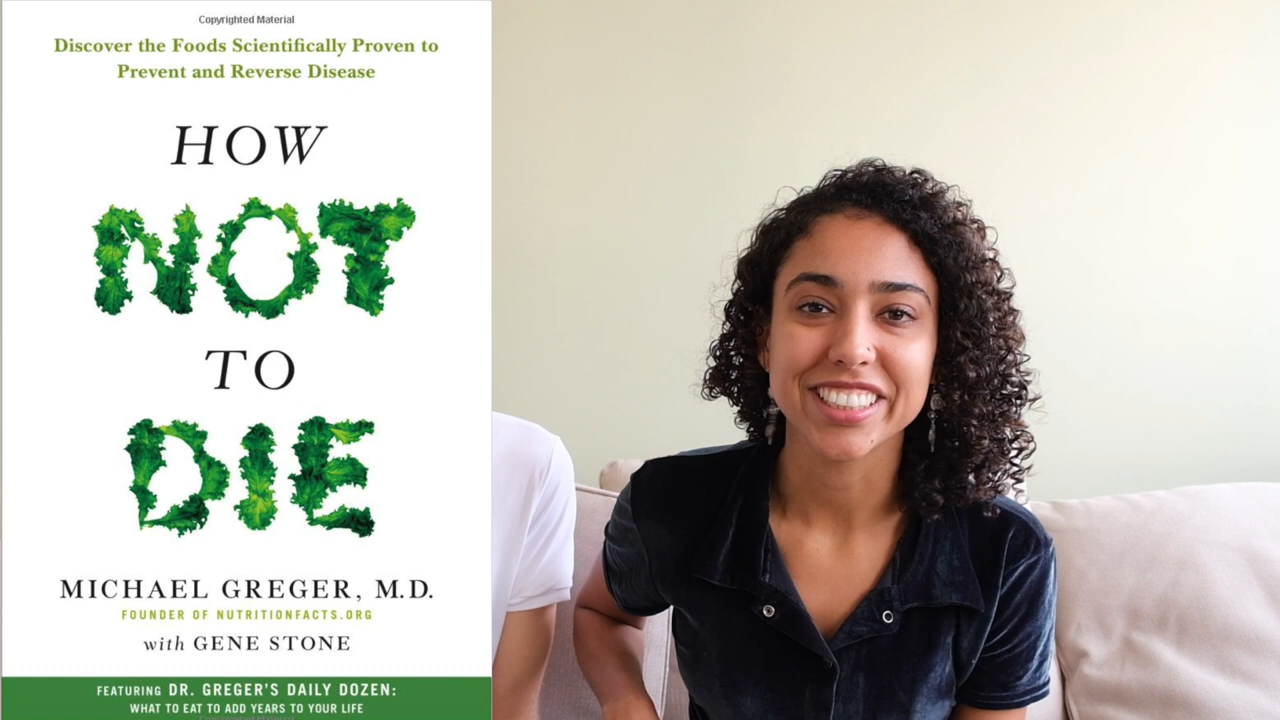 Copyrighted Material
Discover the Foods Scientifically Proven to
Prevent and Reverse Disease
HOW
NOT
TO
DIE
MICHAEL GREGER, M.D.
FOUNDER OF NUTRITIONFACTS.ORG
with GENE STONE
FEATURING DR. GREGER'S DAILY DOZEN:
WHAT TO EAT TO ADD YEARS TO YOUR LIFE
Copyrighted Material